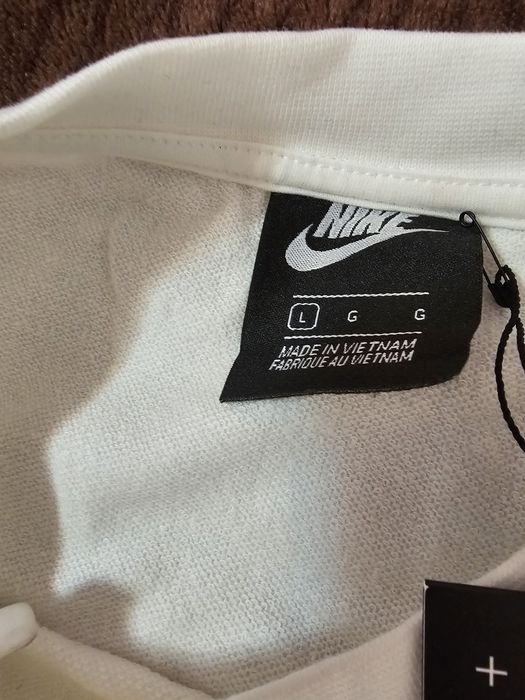 NIKE
L G G
MADE IN VIETNAM
FABRIQUE AU VIETNAM
+